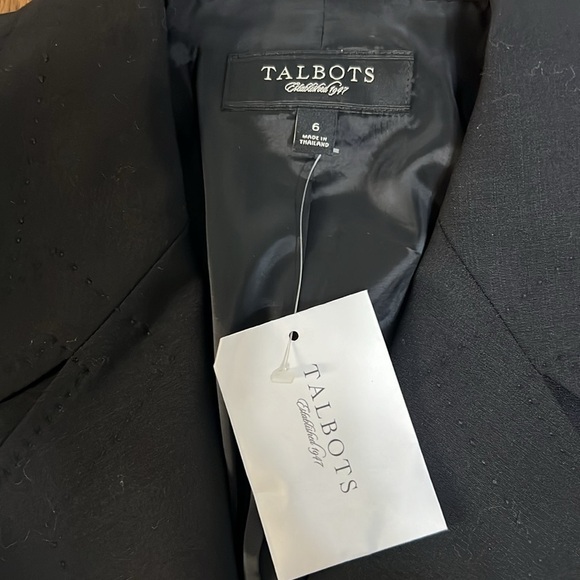 TALBOTS
Established 1947
6
MADE IN
THAILAND
TALBOTS
Established 1947